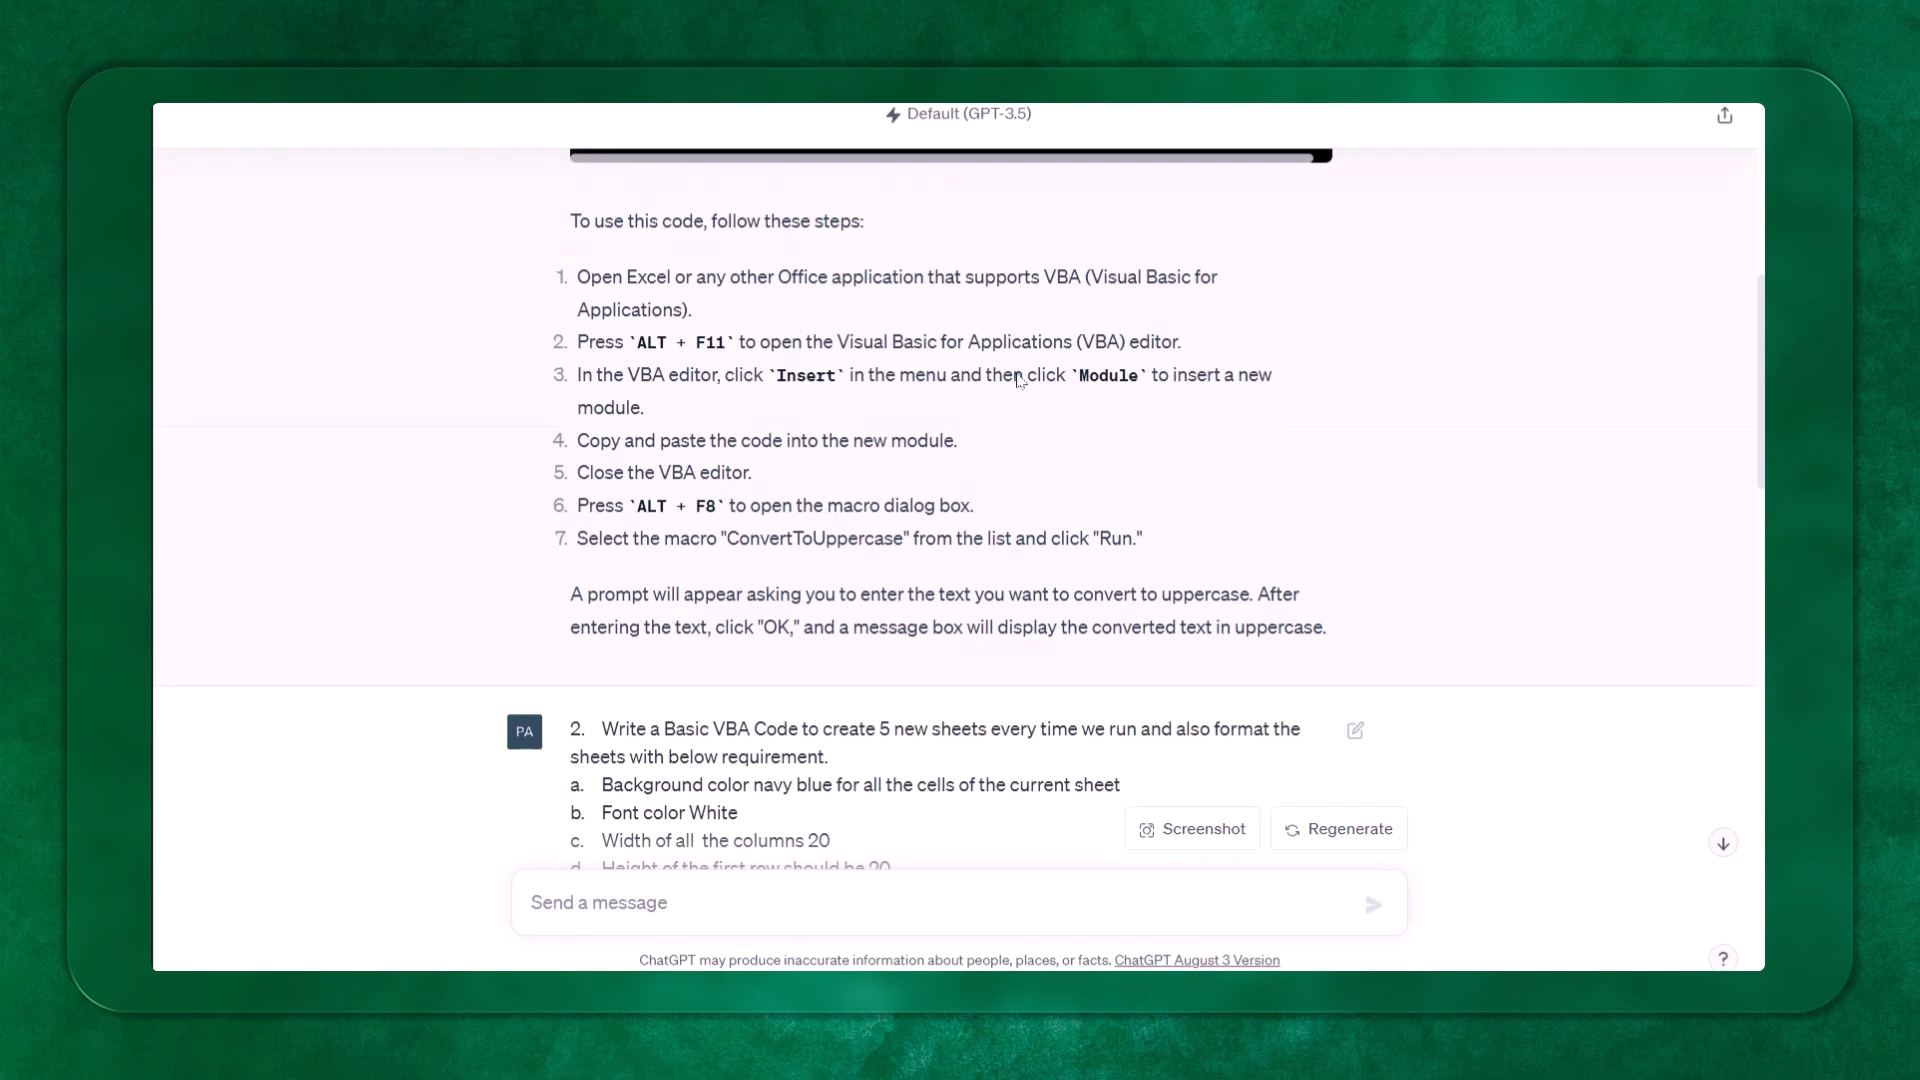 Default (GPT-3.5)
To use this code, follow these steps:
1. Open Excel or any other Office application that supports VBA (Visual Basic for
Applications).
2. Press `ALT + F11` to open the Visual Basic for Applications (VBA) editor.
3. In the VBA editor, click `Insert` in the menu and then click `Module` to insert a new
module.
4. Copy and paste the code into the new module.
5. Close the VBA editor.
6. Press `ALT + F8` to open the macro dialog box.
7. Select the macro "ConvertToUppercase" from the list and click "Run."
A prompt will appear asking you to enter the text you want to convert to uppercase. After
entering the text, click "OK," and a message box will display the converted text in uppercase.
PA
2. Write a Basic VBA Code to create 5 new sheets every time we run and also format the
sheets with below requirement.
a. Background color navy blue for all the cells of the current sheet
b. Font color White
c. Width of all the columns 20
d. Height of the first row should be 20
Screenshot
Regenerate
Send a message
ChatGPT may produce inaccurate information about people, places, or facts. ChatGPT August 3 Version
?